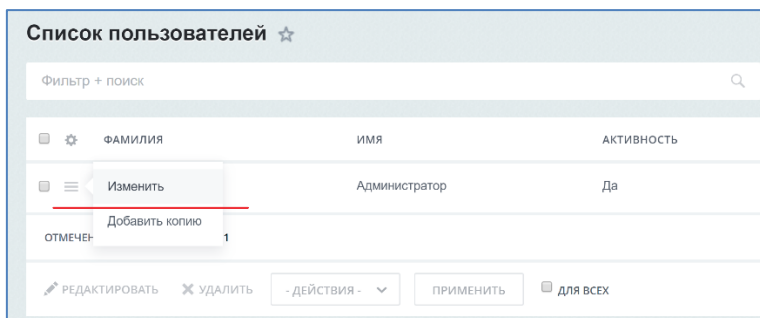 Список пользователей
Фильтр + поиск
ФАМИЛИЯ ИМЯ АКТИВНОСТЬ
Изменить Администратор Да
Добавить копию
ОТМЕЧЕН 1
РЕДАКТИРОВАТЬ УДАЛИТЬ - ДЕЙСТВИЯ - ПРИМЕНИТЬ ДЛЯ ВСЕХ